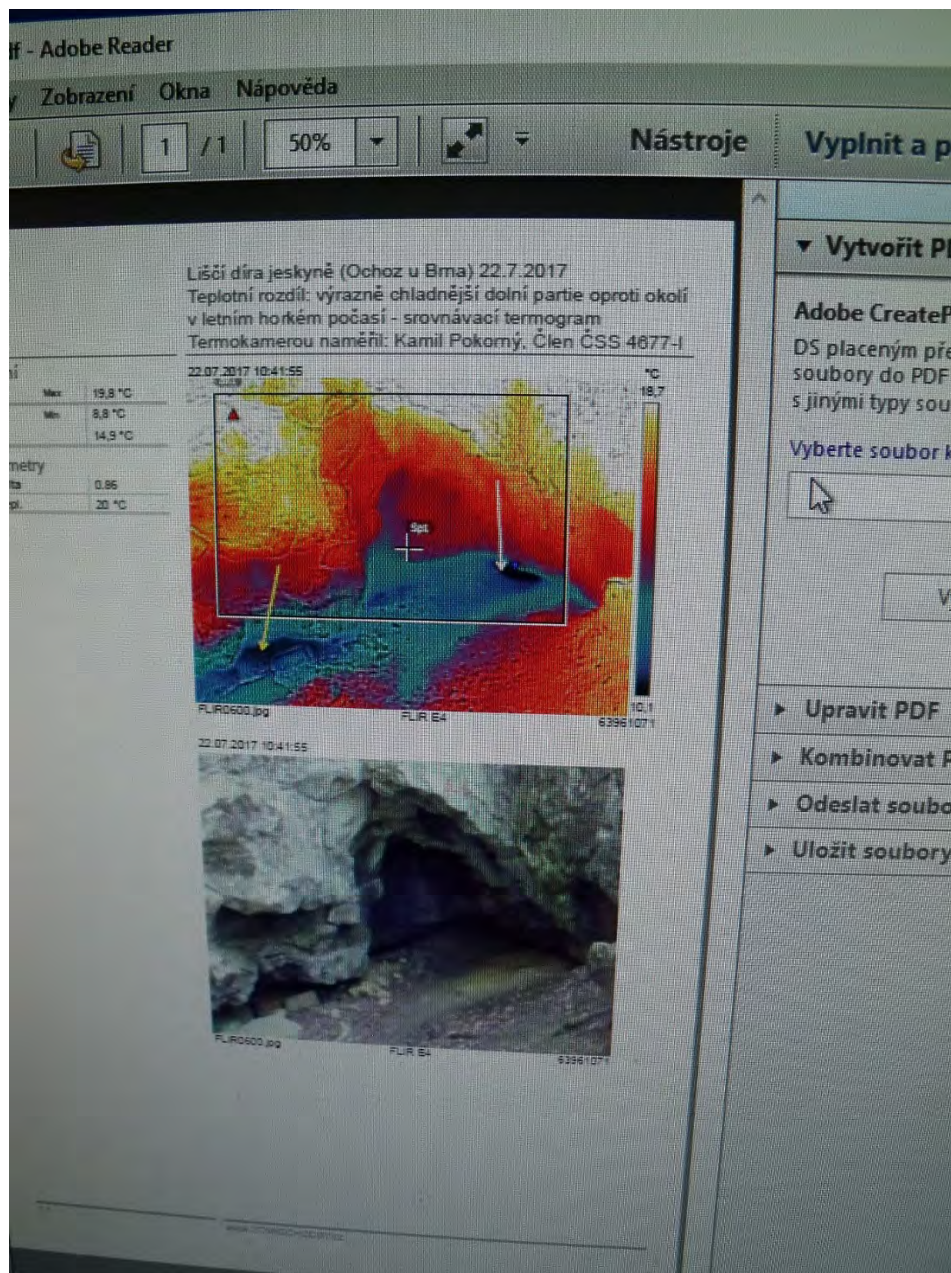 df - Adobe Reader
Zobrazení Okna Nápověda
1 / 1 50% Nástroje Vyplnit a p
Vytvořit P
Adobe CreateP
DS placeným pře
soubory do PDF
s jinými typy sou
Vyberte soubor k
V
Upravit PDF
Kombinovat P
Odeslat soubo
Uložit soubory
Liščí díra jeskyně (Ochoz u Brna) 22.7.2017
Teplotní rozdíl: výrazně chladnější dolní partie oproti okolí
v letním horkém počasí - srovnávací termogram
Termokamerou naměřil: Kamil Pokorný, Člen ČSS 4677-I
ní
Max 19,8 °C
Min 8,8 °C
14,9 °C
metry
ta 0.86
pl. 20 °C
22.07.2017 10:41:55
°C
18,7
Spt
10,1
FLIR0600.jpg FLIR E4 63961071
22.07.2017 10:41:55
FLIR0600.jpg FLIR E4 63961071